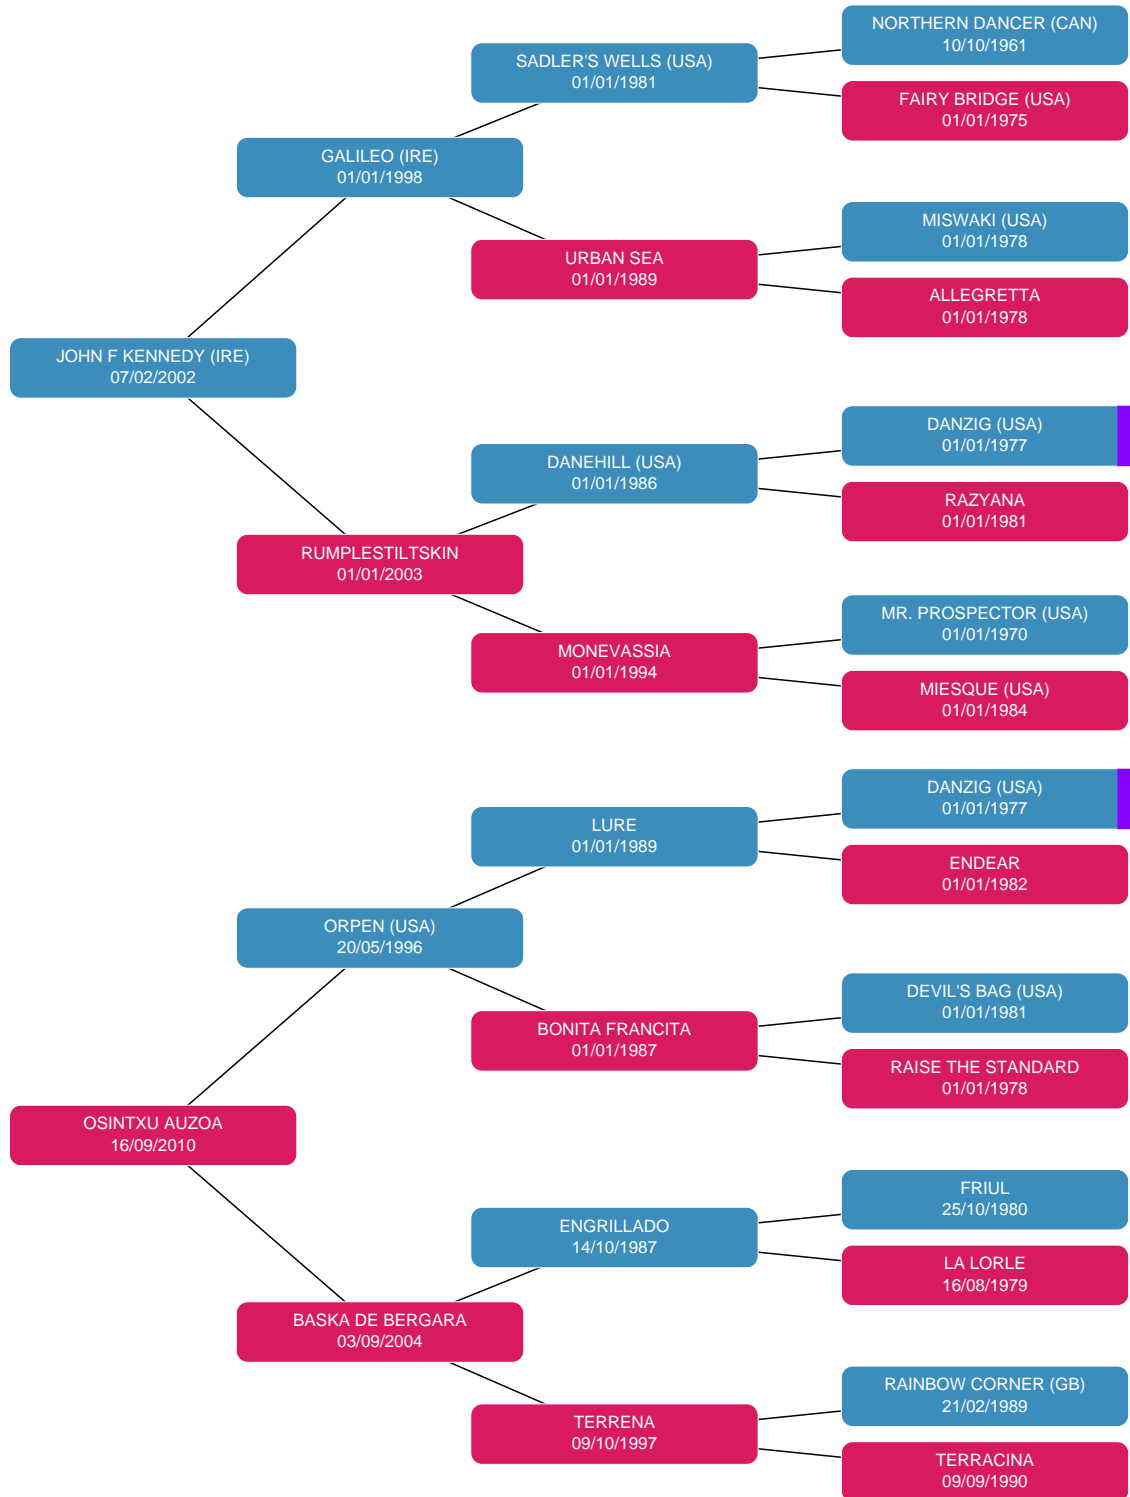 NORTHERN DANCER (CAN)
10/10/1961
SADLER'S WELLS (USA)
01/01/1981
FAIRY BRIDGE (USA)
01/01/1975
GALILEO (IRE)
01/01/1998
MISWAKI (USA)
01/01/1978
URBAN SEA
01/01/1989
ALLEGRETTA
01/01/1978
JOHN F KENNEDY (IRE)
07/02/2002
DANZIG (USA)
01/01/1977
DANEHILL (USA)
01/01/1986
RAZYANA
01/01/1981
RUMPLESTILTSKIN
01/01/2003
MR. PROSPECTOR (USA)
01/01/1970
MONEVASSIA
01/01/1994
MIESQUE (USA)
01/01/1984
DANZIG (USA)
01/01/1977
LURE
01/01/1989
ENDEAR
01/01/1982
ORPEN (USA)
20/05/1996
DEVIL'S BAG (USA)
01/01/1981
BONITA FRANCITA
01/01/1987
RAISE THE STANDARD
01/01/1978
OSINTXU AUZOA
16/09/2010
FRIUL
25/10/1980
ENGRILLADO
14/10/1987
LA LORLE
16/08/1979
BASKA DE BERGARA
03/09/2004
RAINBOW CORNER (GB)
21/02/1989
TERRENA
09/10/1997
TERRACINA
09/09/1990